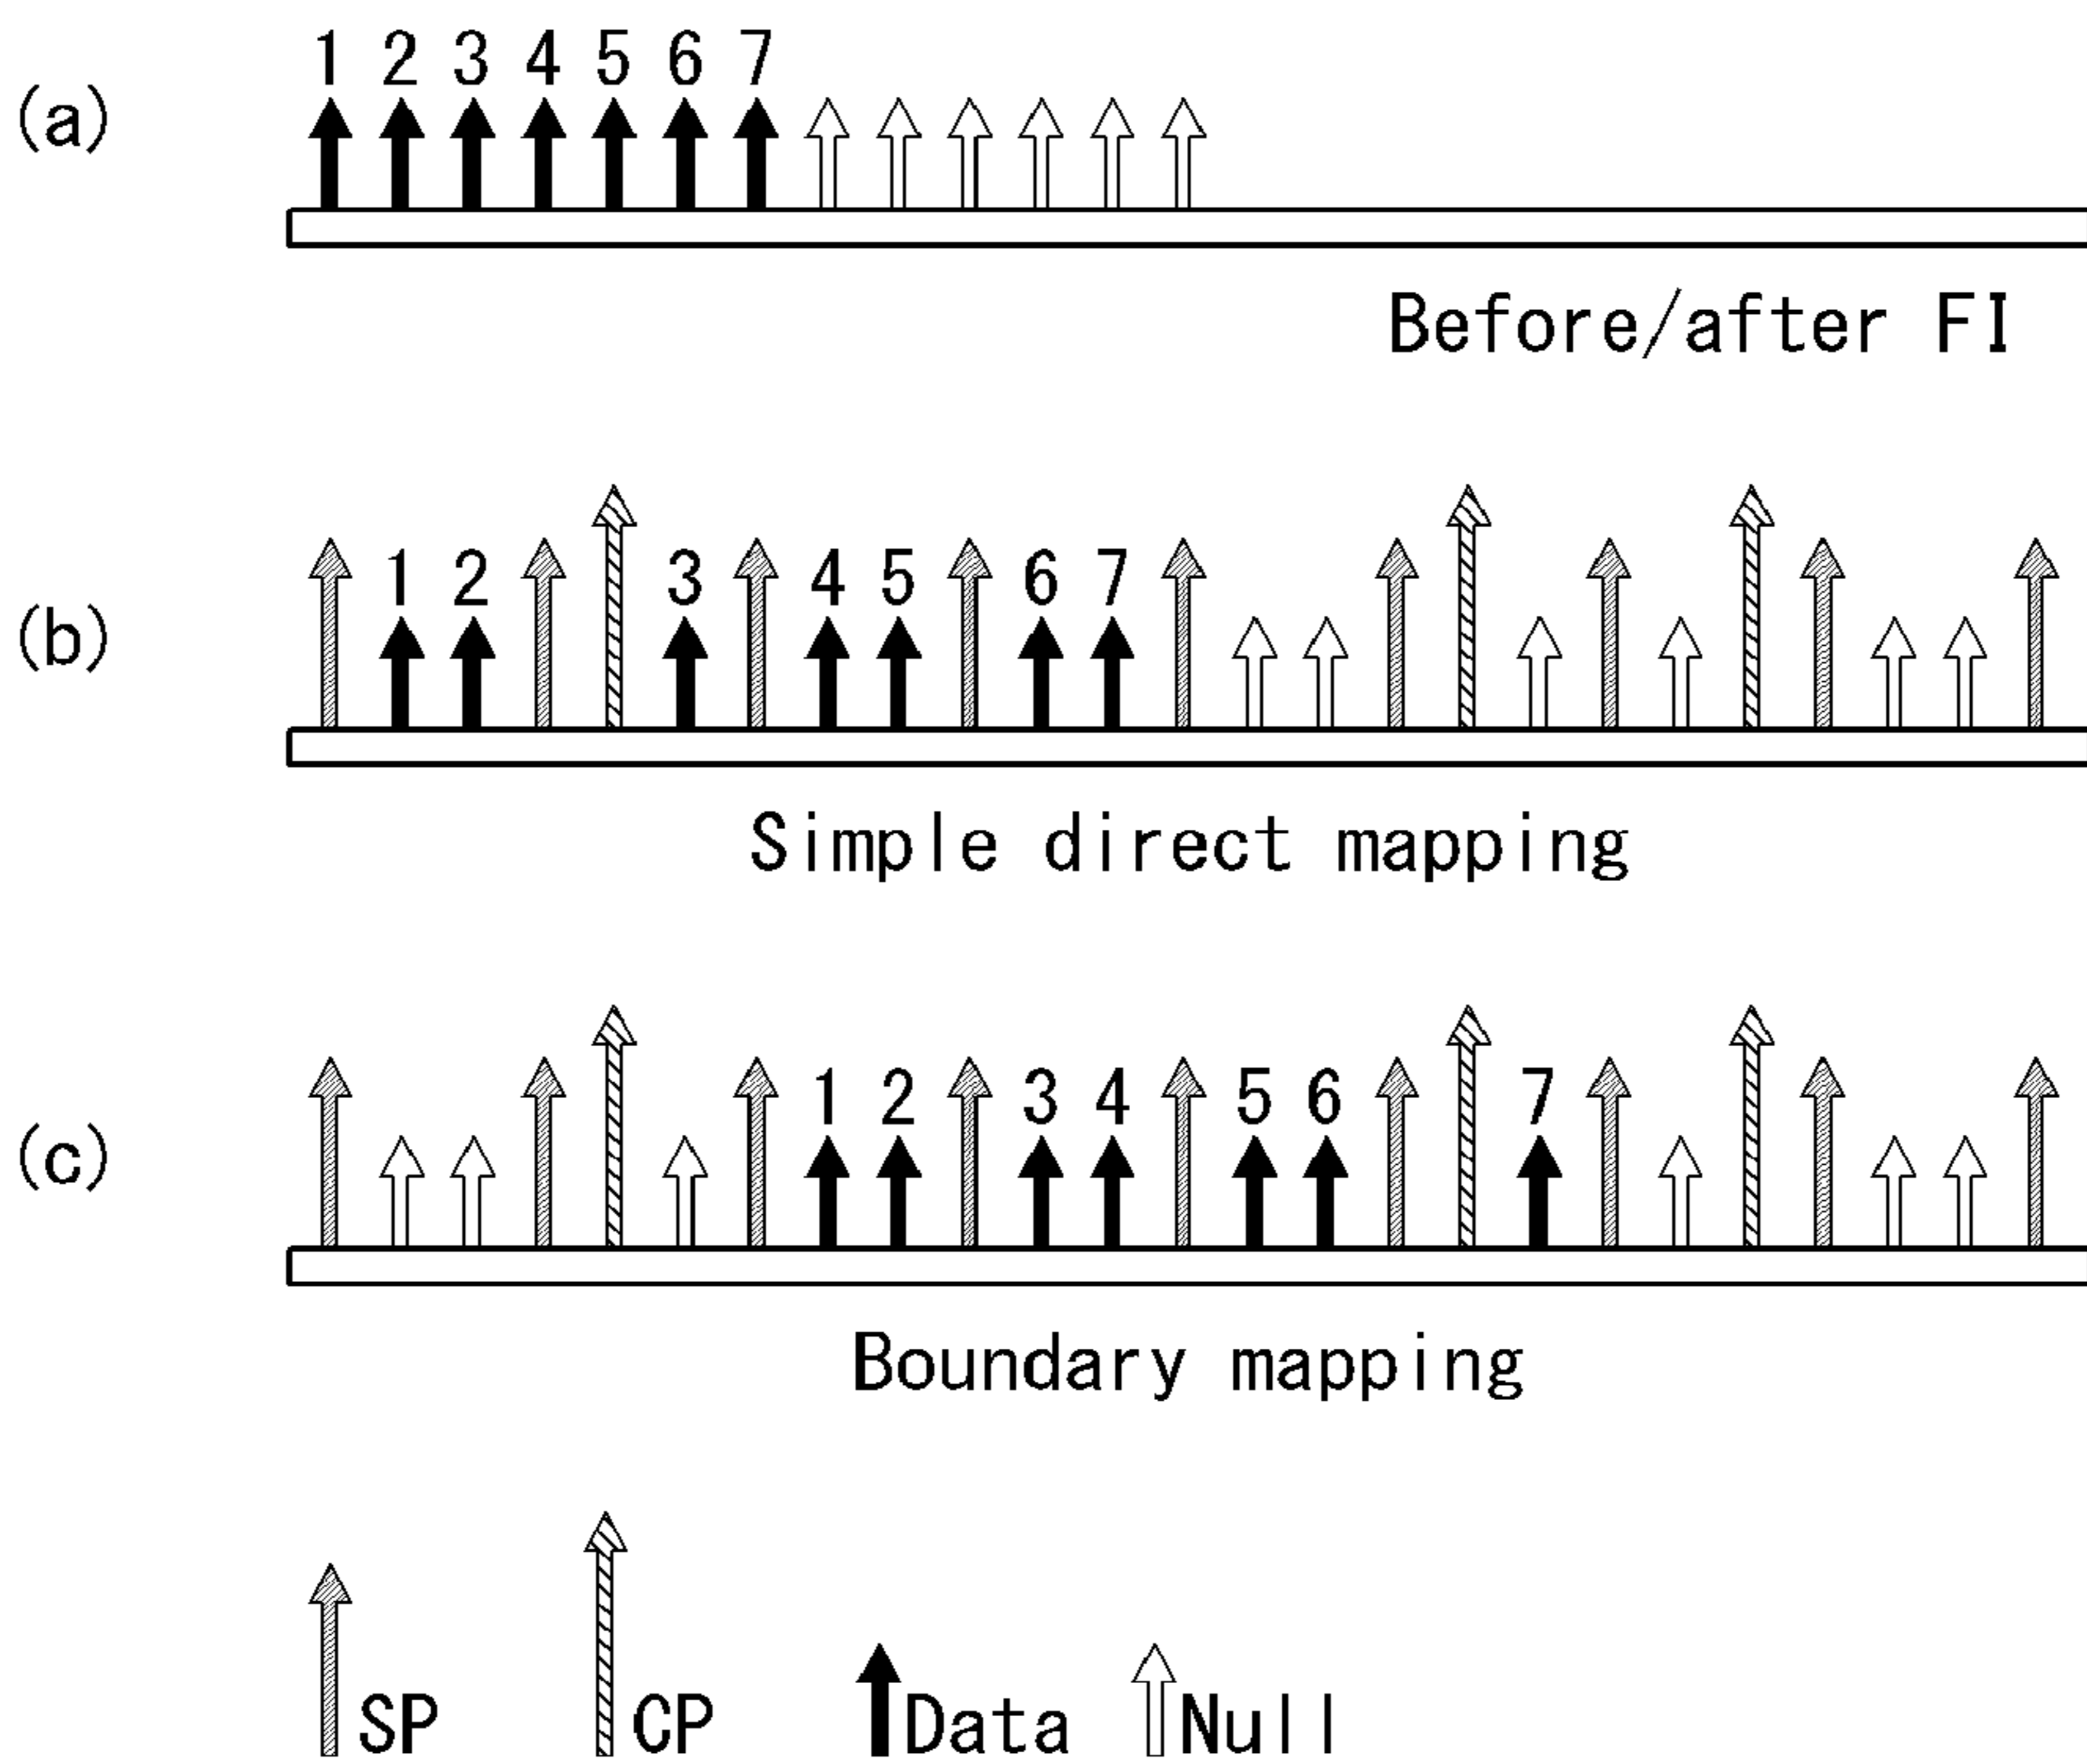 1 2 3 4 5 6 7
(a)
Before/after FI
1 2 3 4 5 6 7
(b)
Simple direct mapping
1 2 3 4 5 6 7
(c)
Boundary mapping
SP CP Data Null